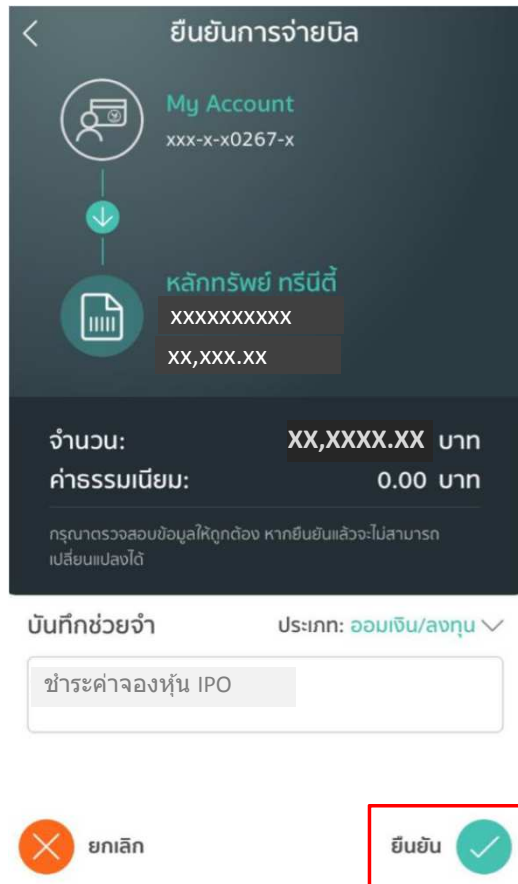 ยืนยันการจ่ายบิล
My Account
xxx-x-x0267-x
หลักทรัพย์ ทรีนีตี้
xxxxxxxxxx
xx,xxx.xx
จำนวน: XX,XXXX.XX บาท
ค่าธรรมเนียม: 0.00 บาท
กรุณาตรวจสอบข้อมูลให้ถูกต้อง หากยืนยันแล้วจะไม่สามารถ
เปลี่ยนแปลงได้
บันทึกช่วยจำ ประเภท: ออมเงิน/ลงทุน
ชำระค่าจองหุ้น IPO
ยกเลิก ยืนยัน